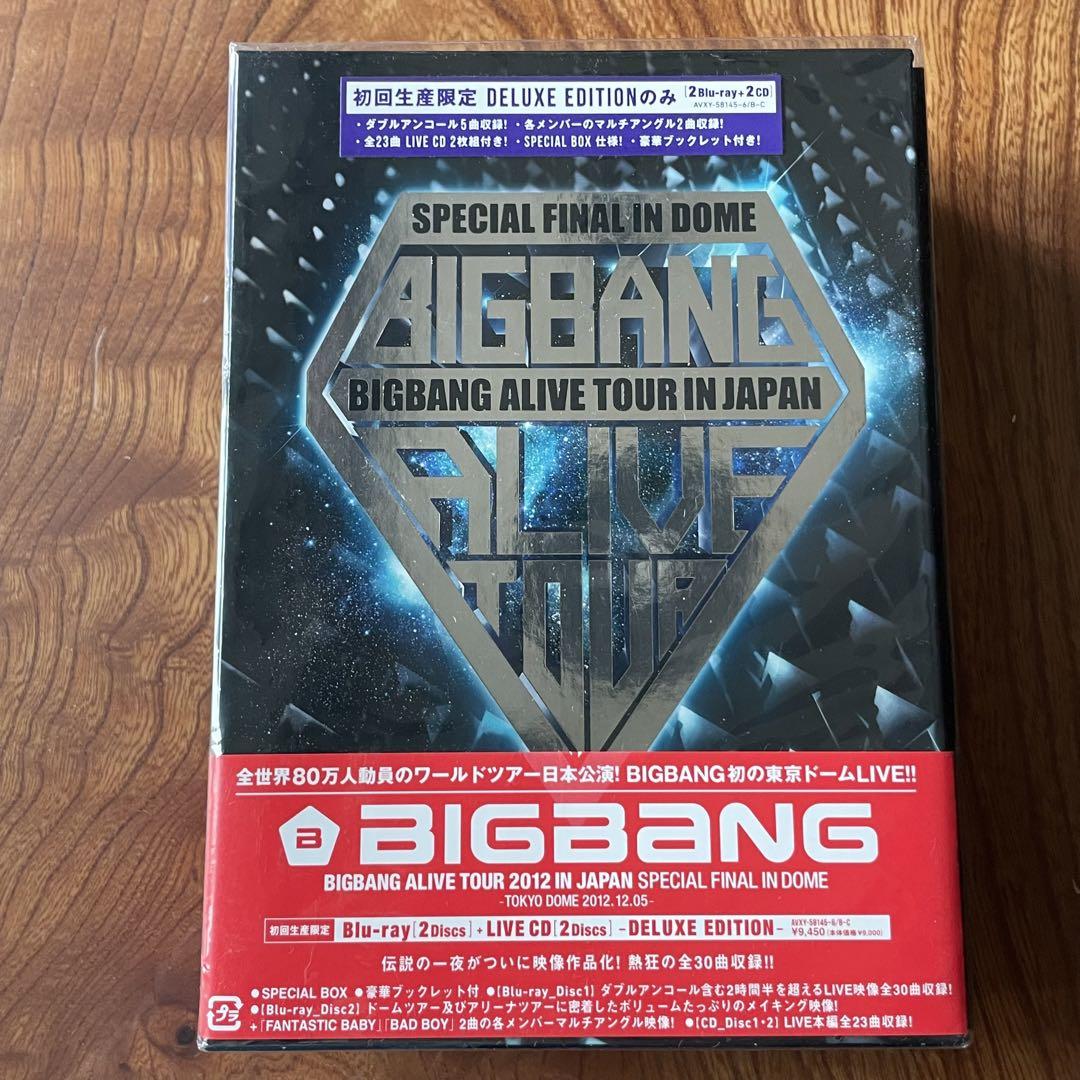 初回生産限定 DELUXE EDITIONのみ [2Blu-ray+2CD]
AVXY-58145~6/B~C
・ダブルアンコール5曲収録! ・各メンバーのマルチアングル2曲収録!
・全23曲 LIVE CD 2枚組付き! ・SPECIAL BOX 仕様! ・豪華ブックレット付き!
SPECIAL FINAL IN DOME
BIGBANG
BIGBANG ALIVE TOUR IN JAPAN
ALIVE
TOUR
全世界80万人動員のワールドツアー日本公演! BIGBANG初の東京ドームLIVE!!
B BIGBANG
BIGBANG ALIVE TOUR 2012 IN JAPAN SPECIAL FINAL IN DOME
-TOKYO DOME 2012.12.05-
初回生産限定 Blu-ray[2Discs] + LIVE CD[2Discs] -DELUXE EDITION- AVXY-58145~6/B~C
¥9,450(本体価格 ¥9,000)
伝説の一夜がついに映像作品化! 熱狂の全30曲収録!!
●SPECIAL BOX ●豪華ブックレット付 ●[Blu-ray_Disc1] ダブルアンコール含む2時間半を超えるLIVE映像全30曲収録!
●[Blu-ray_Disc2] ドームツアー及びアリーナツアーに密着したボリュームたっぷりのメイキング映像!
+「FANTASTIC BABY」「BAD BOY」2曲の各メンバーマルチアングル映像! ●[CD_Disc1・2] LIVE本編全23曲収録!